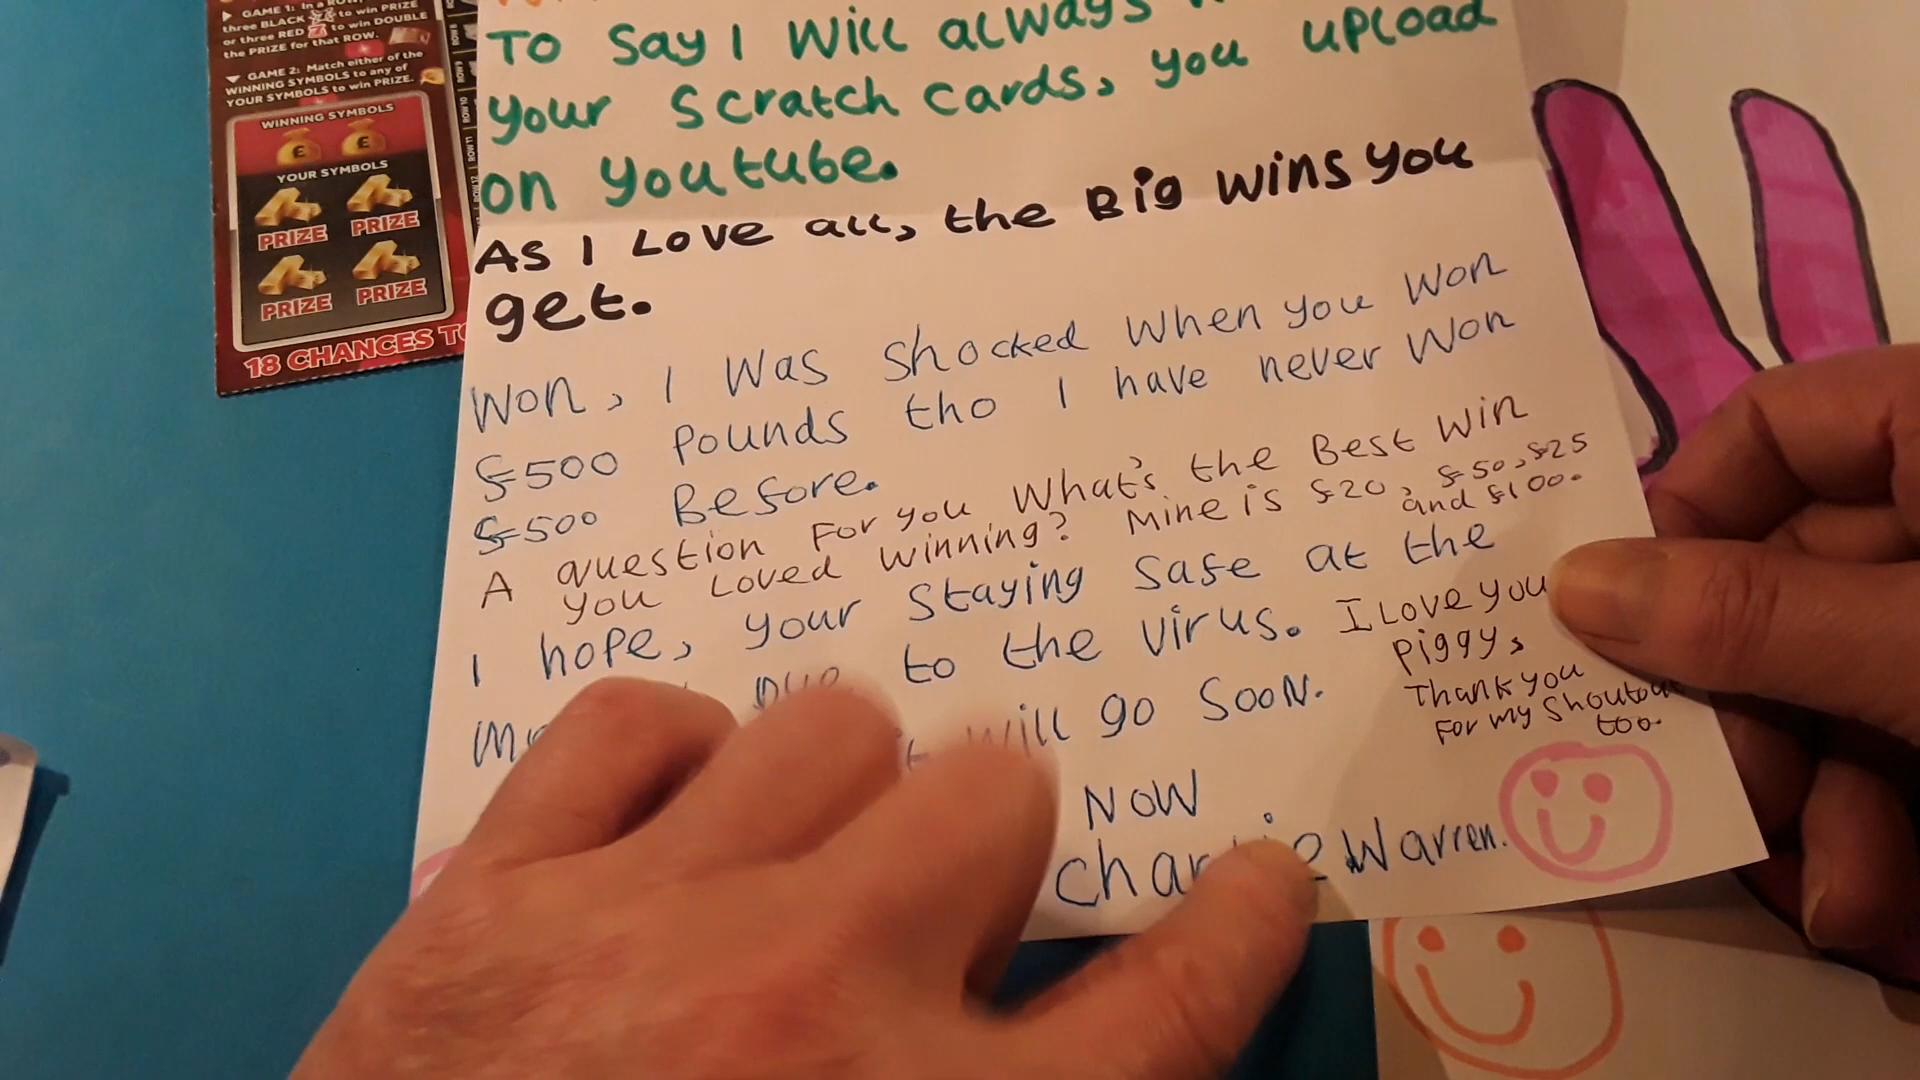 GAME 1: In a ROW,
three BLACK to win PRIZE
or three RED to win DOUBLE
the PRIZE for that ROW.
GAME 2: Match either of the
WINNING SYMBOLS to any of
YOUR SYMBOLS to win PRIZE.
WINNING SYMBOLS
£ £
YOUR SYMBOLS
PRIZE PRIZE
PRIZE PRIZE
18 CHANCES TO
To Say I Will always
your Scratch cards, you upload
on Youtube.
As I Love all, the Big wins you
get.
Won, I Was Shocked When you Won
£500 Pounds tho I have never Won
£500 Before.
A question For you What's the Best Win
you Loved Winning? Mine is £20, £50, £25
and £100.
I hope, your Staying Safe at the
due to the virus.
will go Soon.
I Love you
Piggy,
Thank you
For my Shoutout
too.
NOW
Charlie Warren.